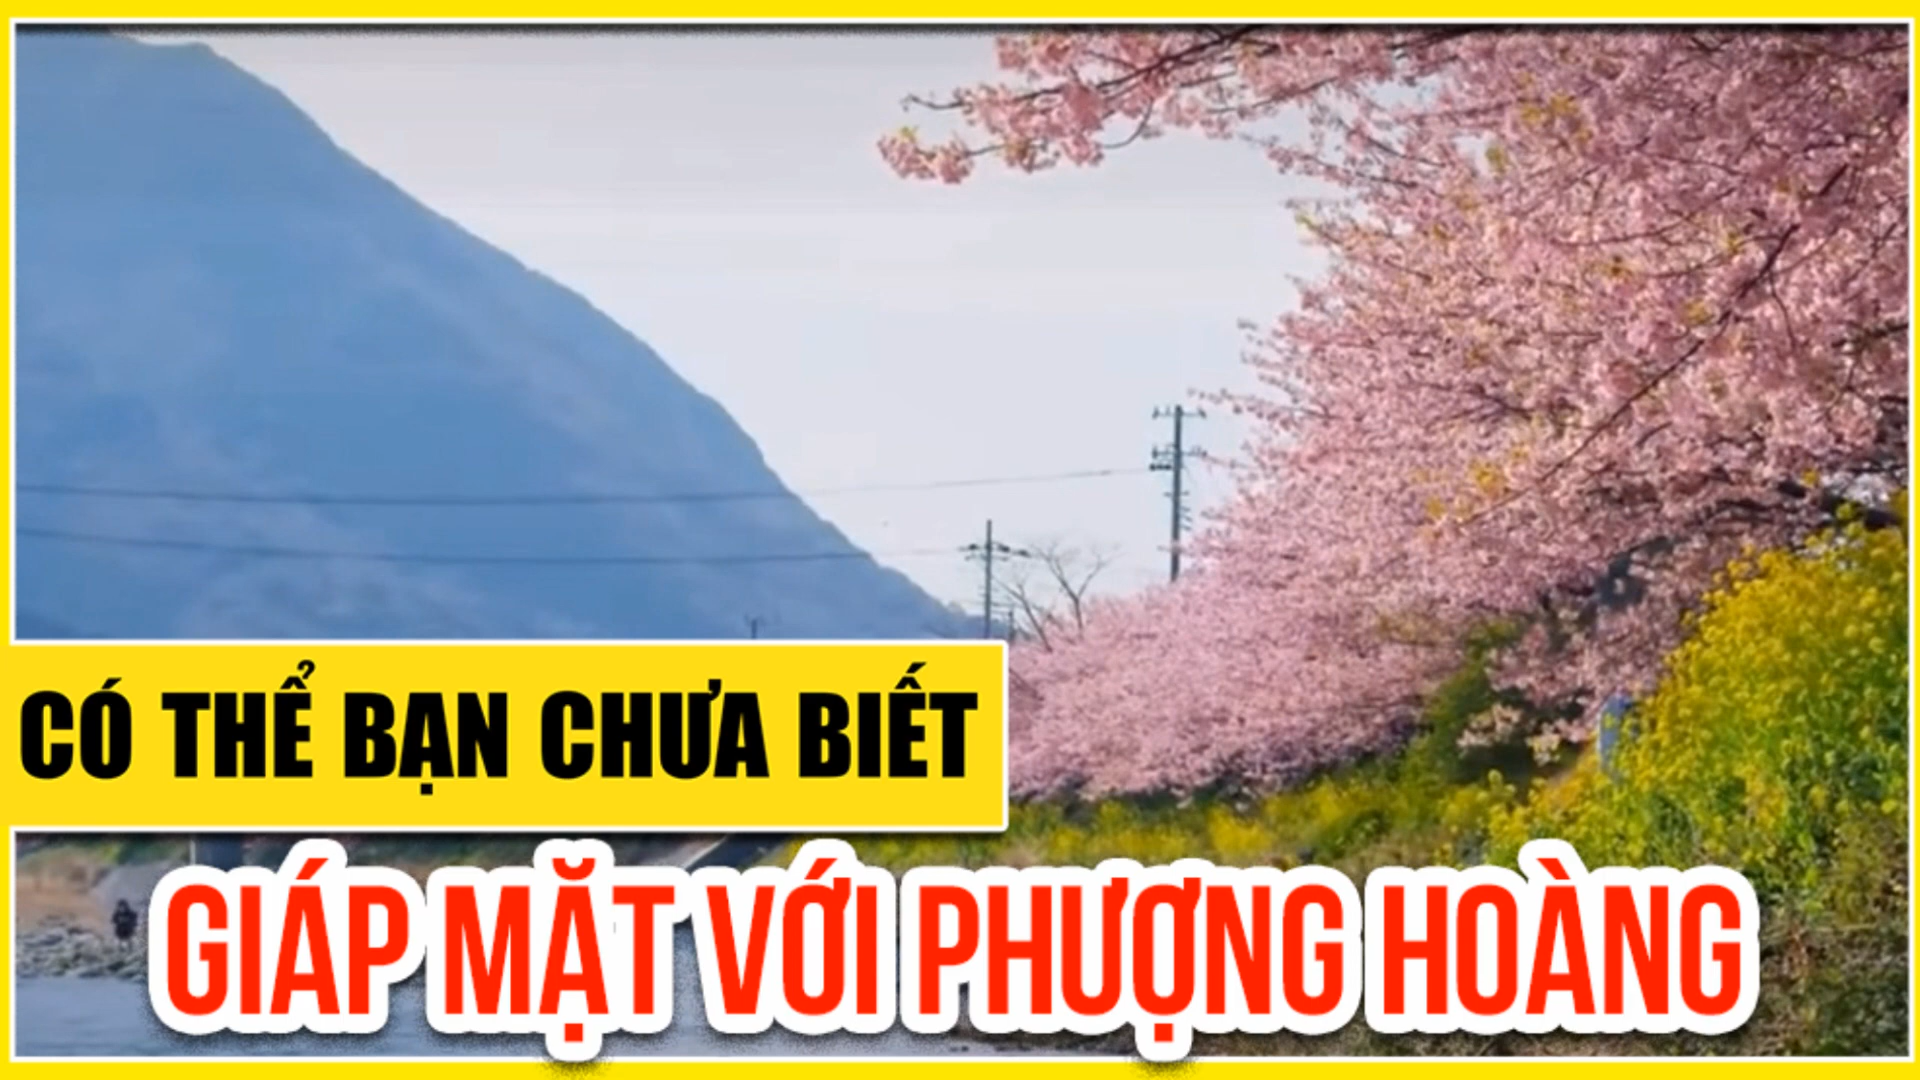 CÓ THỂ BẠN CHƯA BIẾT
GIÁP MẶT VỚI PHƯỢNG HOÀNG